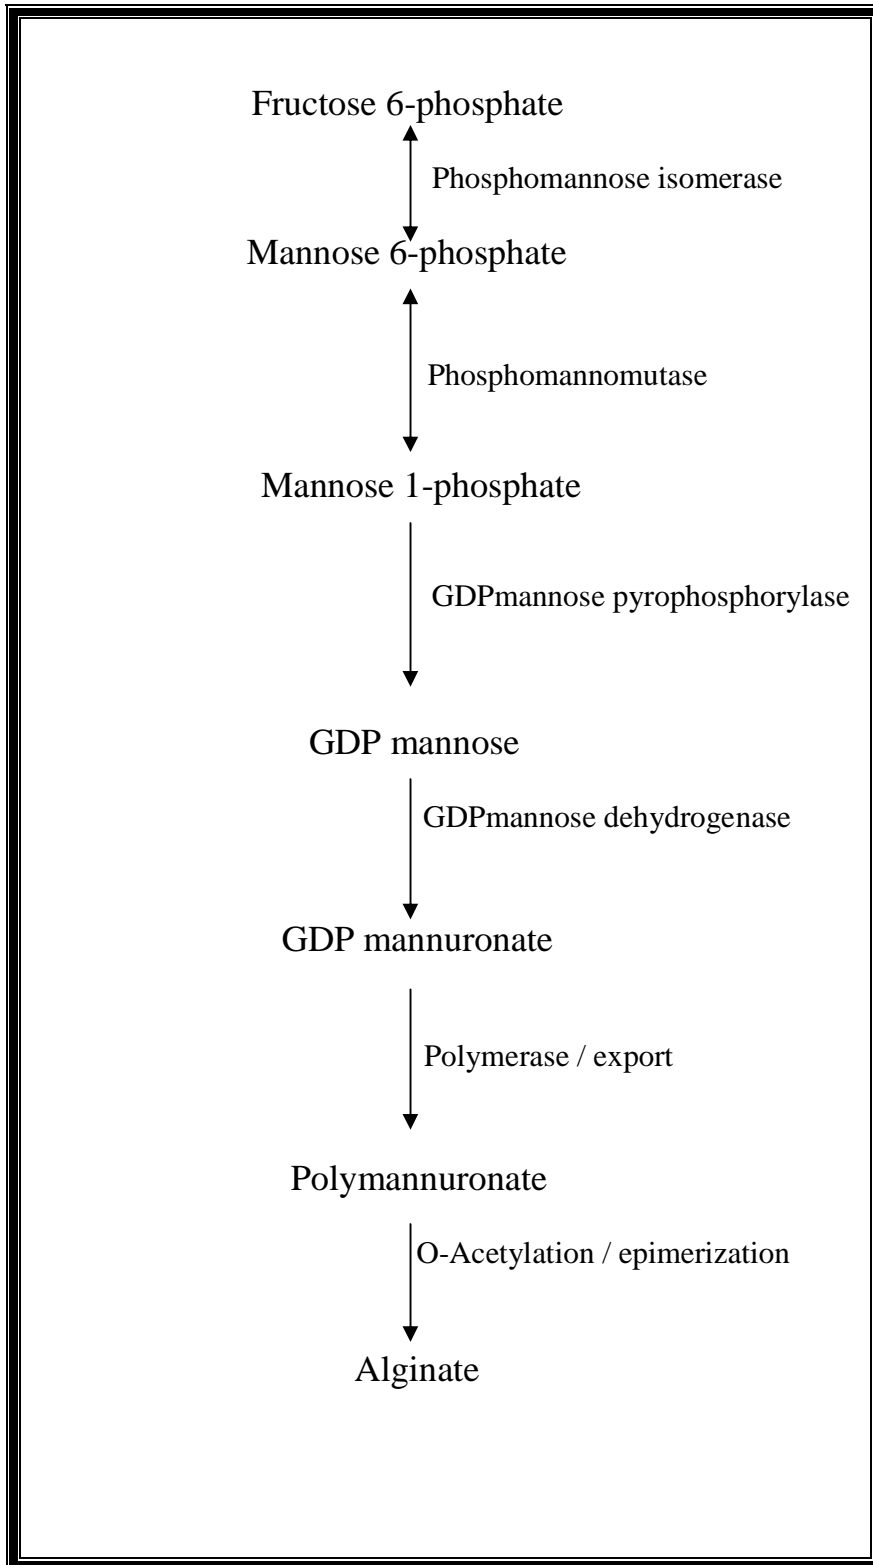 Fructose 6-phosphate
Phosphomannose isomerase
Mannose 6-phosphate
Phosphomannomutase
Mannose 1-phosphate
GDPmannose pyrophosphorylase
GDP mannose
GDPmannose dehydrogenase
GDP mannuronate
Polymerase / export
Polymannuronate
O-Acetylation / epimerization
Alginate